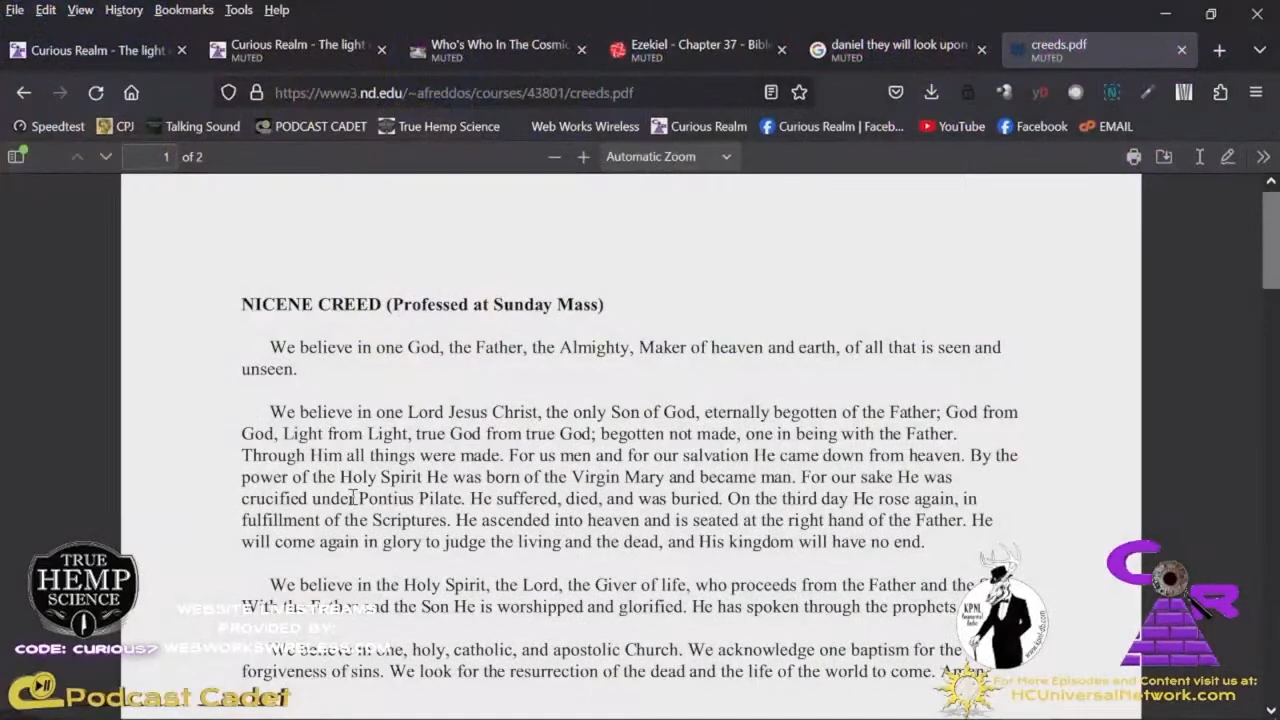 File Edit View History Bookmarks Tools Help
Curious Realm - The light
Curious Realm - The light
MUTED
Who's Who In The Cosmic
MUTED
Ezekiel - Chapter 37 - Bibl
MUTED
daniel they will look upon
MUTED
creeds.pdf
MUTED
https://www3.nd.edu/~afreddos/courses/43801/creeds.pdf
Speedtest CPJ Talking Sound PODCAST CADET True Hemp Science Web Works Wireless Curious Realm Curious Realm | Faceb... YouTube Facebook EMAIL
1 of 2 Automatic Zoom
NICENE CREED (Professed at Sunday Mass)
We believe in one God, the Father, the Almighty, Maker of heaven and earth, of all that is seen and
unseen.
We believe in one Lord Jesus Christ, the only Son of God, eternally begotten of the Father; God from
God, Light from Light, true God from true God; begotten not made, one in being with the Father.
Through Him all things were made. For us men and for our salvation He came down from heaven. By the
power of the Holy Spirit He was born of the Virgin Mary and became man. For our sake He was
crucified under Pontius Pilate. He suffered, died, and was buried. On the third day He rose again, in
fulfillment of the Scriptures. He ascended into heaven and is seated at the right hand of the Father. He
will come again in glory to judge the living and the dead, and His kingdom will have no end.
We believe in the Holy Spirit, the Lord, the Giver of life, who proceeds from the Father and the
and the Son He is worshipped and glorified. He has spoken through the prophets
holy, catholic, and apostolic Church. We acknowledge one baptism for the
forgiveness of sins. We look for the resurrection of the dead and the life of the world to come.
TRUE
HEMP
SCIENCE
CODE: CURIOUS7
WEBSITE LIVESTREAMS
PROVIDED BY:
WEBWORKSWIRELESS.COM
Podcast Cadet
KPNL
CR
For More Episodes and Content visit us at:
HCUniversalNetwork.com